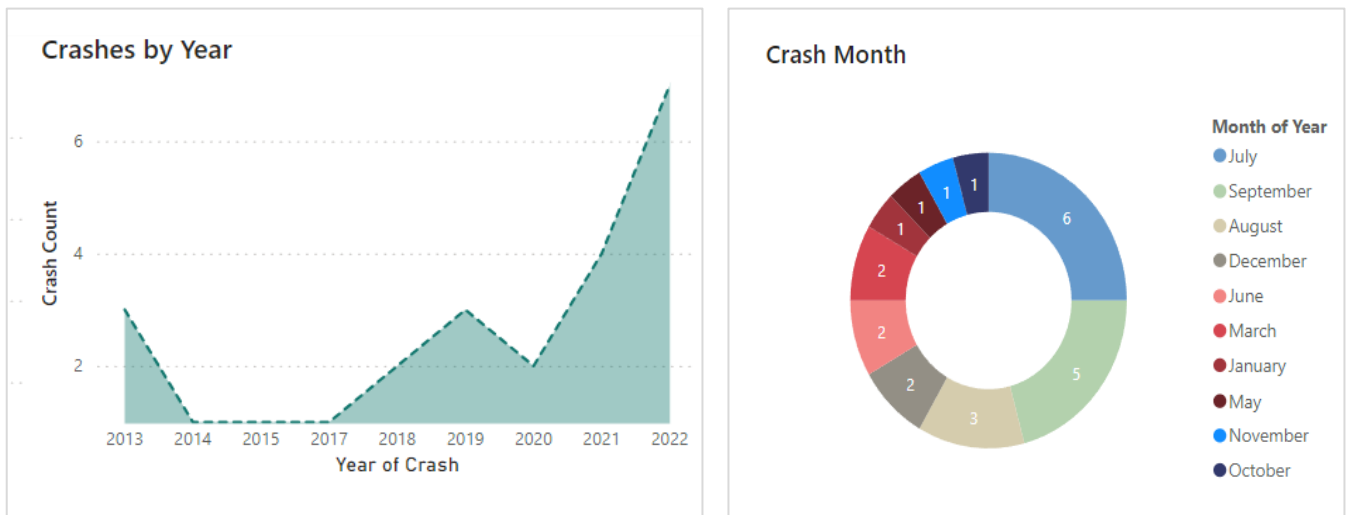 Crashes by Year
6
4
2
Crash Count
2013 2014 2015 2017 2018 2019 2020 2021 2022
Year of Crash
Crash Month
6
5
3
2
2
2
1
1
1
1
Month of Year
July
September
August
December
June
March
January
May
November
October